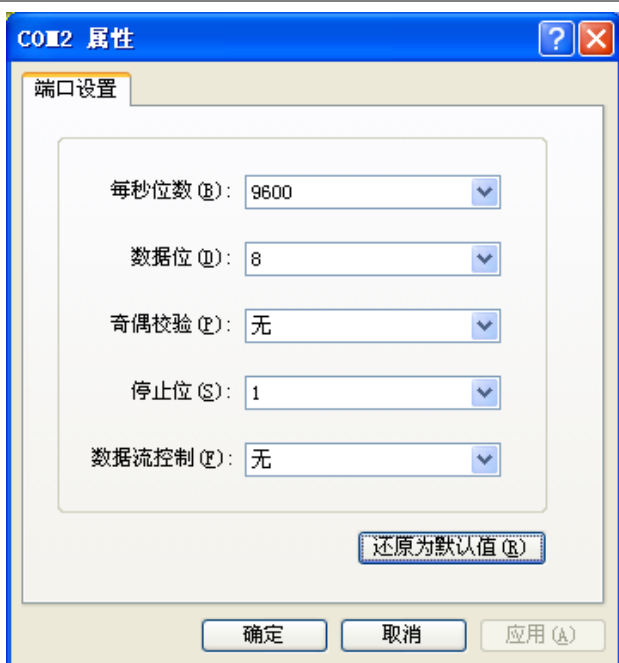 COM2 属性
端口设置
每秒位数(B): 9600
数据位(D): 8
奇偶校验(P): 无
停止位(S): 1
数据流控制(F): 无
还原为默认值(R)
确定 取消 应用(A)